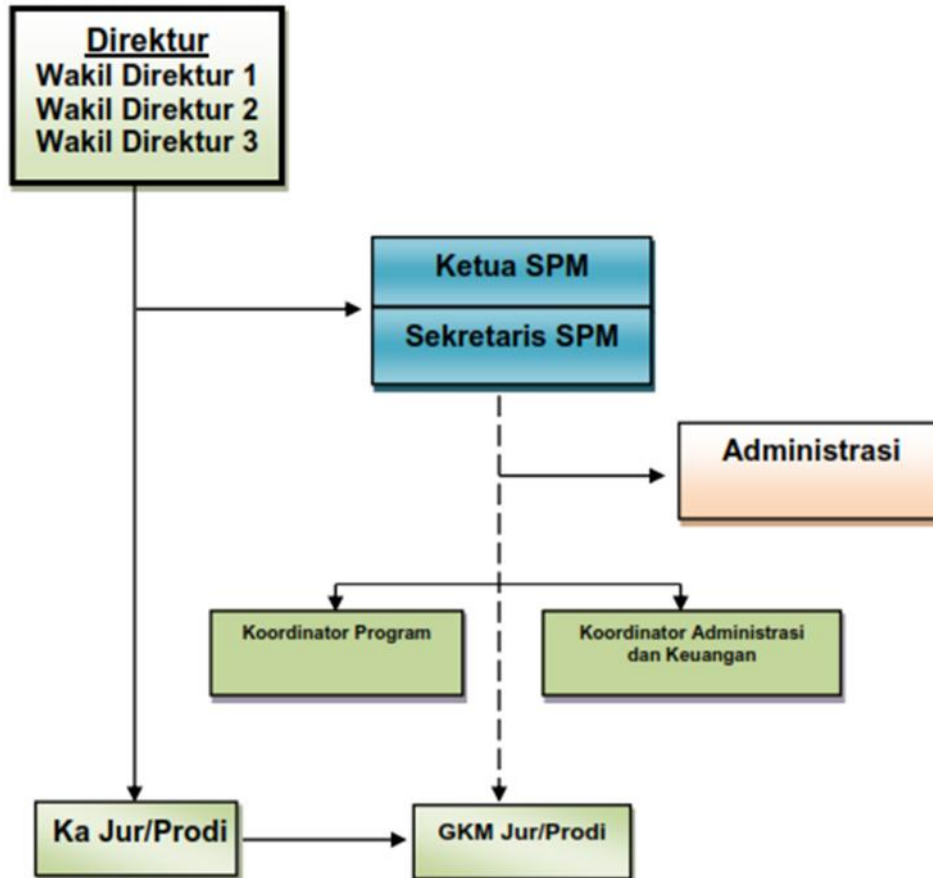 Direktur
Wakil Direktur 1
Wakil Direktur 2
Wakil Direktur 3
Ketua SPM
Sekretaris SPM
Administrasi
Koordinator Program
Koordinator Administrasi
dan Keuangan
Ka Jur/Prodi
GKM Jur/Prodi